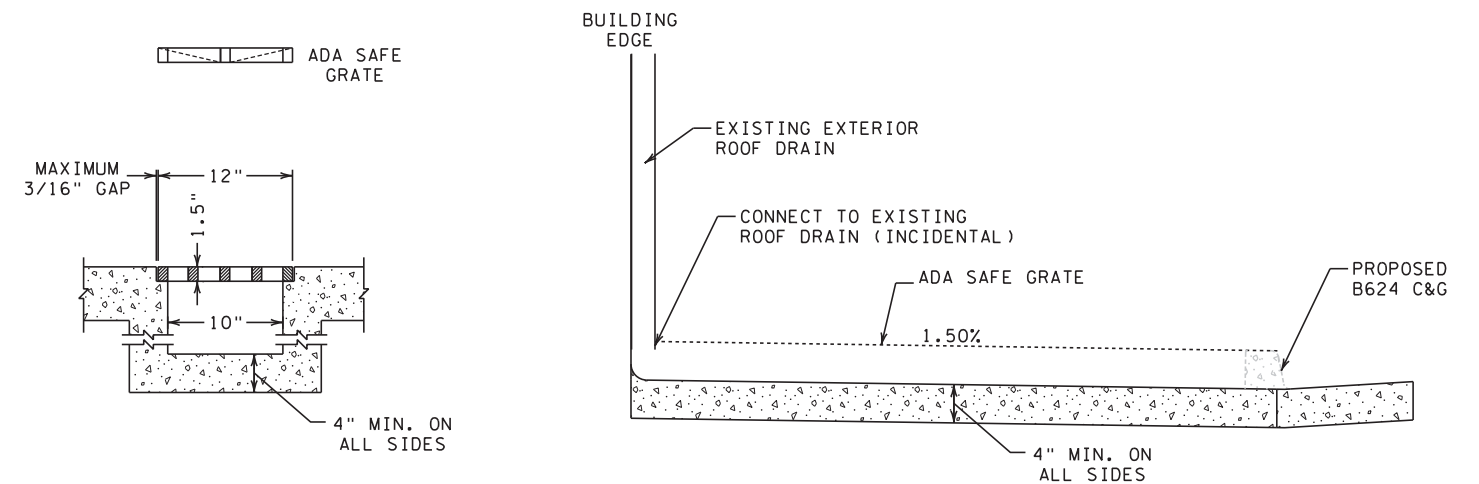 ADA SAFE
GRATE
MAXIMUM
3/16" GAP
12"
1.5"
10"
4" MIN. ON
ALL SIDES
BUILDING
EDGE
EXISTING EXTERIOR
ROOF DRAIN
CONNECT TO EXISTING
ROOF DRAIN (INCIDENTAL)
ADA SAFE GRATE
1.50%
PROPOSED
B624 C&G
4" MIN. ON
ALL SIDES